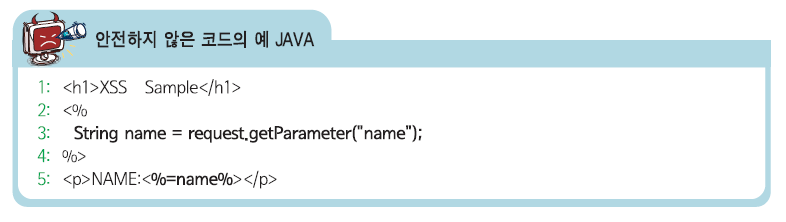 안전하지 않은 코드의 예 JAVA
1: <h1>XSS Sample</h1>
2: <%
3: String name = request.getParameter("name");
4: %>
5: <p>NAME:<%=name%></p>